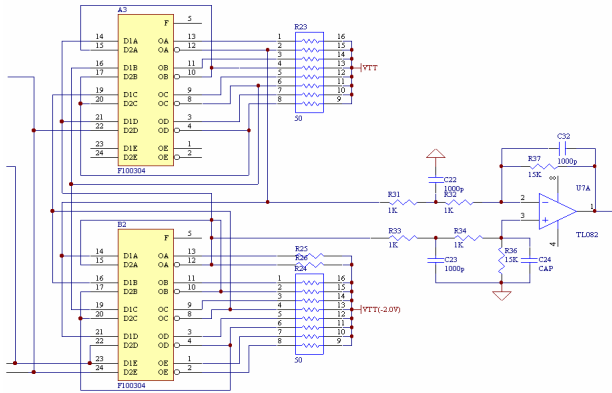 A3
F 5
14 D1A OA 13
15 D2A OA 12
16 D1B OB 11
17 D2B OB 10
19 D1C OC 9
20 D2C OC 8
21 D1D OD 3
22 D2D OD 4
23 D1E OE 1
24 D2E OE 2
F100304
R23
1 16
2 15
3 14
4 13
5 12
6 11
7 10
8 9
50
VTT
C22
1000p
R31
1K
R32
1K
C32
1000p
R37
15K
U7A
8
2
3
1
4
TL082
R33
1K
R34
1K
C23
1000p
R36
15K
C24
CAP
B2
F 5
14 D1A OA 13
15 D2A OA 12
16 D1B OB 11
17 D2B OB 10
19 D1C OC 9
20 D2C OC 8
21 D1D OD 3
22 D2D OD 4
23 D1E OE 1
24 D2E OE 2
F100304
R25
R26
R24
1 16
2 15
3 14
4 13
5 12
6 11
7 10
8 9
50
VTT(-2.0V)